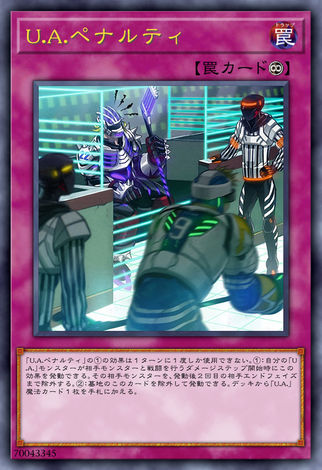 U.A.ペナルティ
トラップ
罠
【罠カード】
9
「U.A.ペナルティ」の①の効果は1ターンに1度しか使用できない。①:自分の「U.
A.」モンスターが相手モンスターと戦闘を行うダメージステップ開始時にこ
の効果を発動できる。その相手モンスターを、発動後2回目の相手エンドフェイズ
まで除外する。②:墓地のこのカードを除外して発動できる。デッキから「U.A.」
魔法カード1枚を手札に加える。
70043345